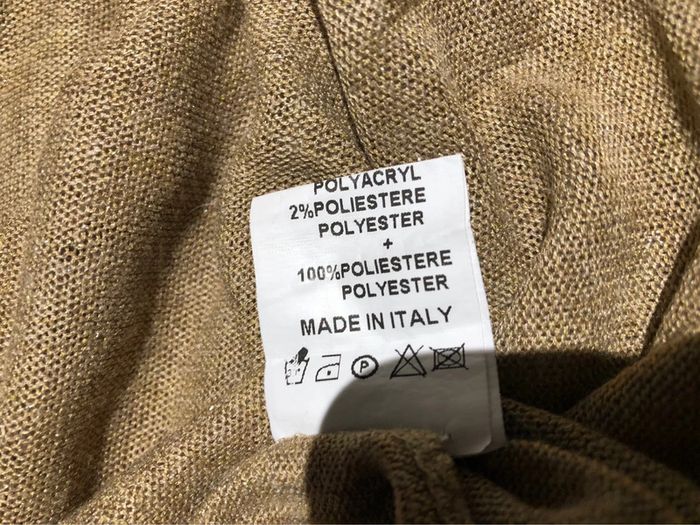 POLYACRYL
2%POLIESTERE
POLYESTER
+
100%POLIESTERE
POLYESTER
MADE IN ITALY
P